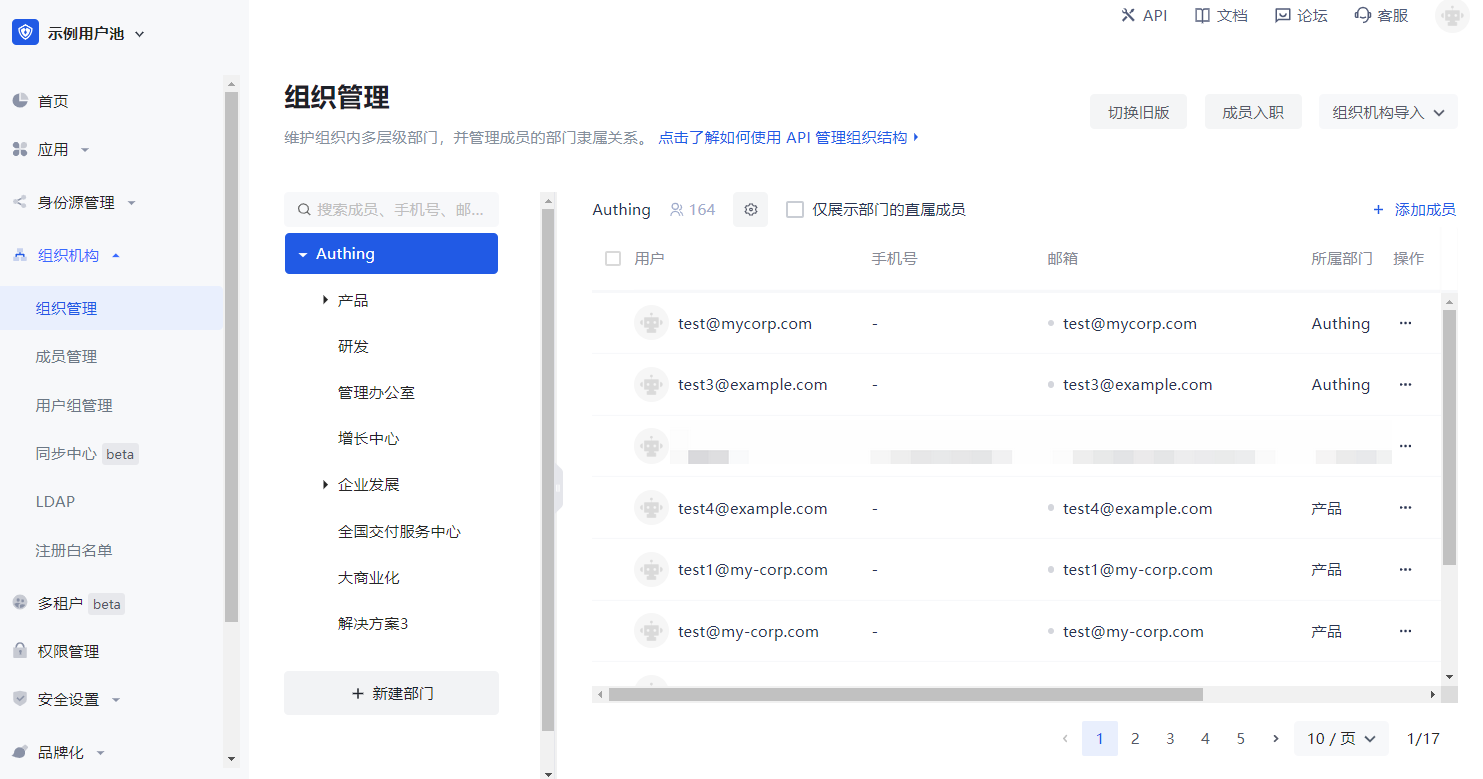 示例用户池
API 文档 论坛 客服
首页
应用
身份源管理
组织机构
组织管理
成员管理
用户组管理
同步中心 beta
LDAP
注册白名单
多租户 beta
权限管理
安全设置
品牌化
组织管理
维护组织内多层级部门，并管理成员的部门隶属关系。 点击了解如何使用 API 管理组织结构
切换旧版 成员入职 组织机构导入
搜索成员、手机号、邮...
Authing
产品
研发
管理办公室
增长中心
企业发展
全国交付服务中心
大商业化
解决方案3
+ 新建部门
Authing 164 仅展示部门的直属成员 + 添加成员
用户 手机号 邮箱 所属部门 操作
test@mycorp.com - test@mycorp.com Authing ···
test3@example.com - test3@example.com Authing ···
···
test4@example.com - test4@example.com 产品 ···
test1@my-corp.com - test1@my-corp.com 产品 ···
test@my-corp.com - test@my-corp.com 产品 ···
‹ 1 2 3 4 5 › 10 / 页 1/17